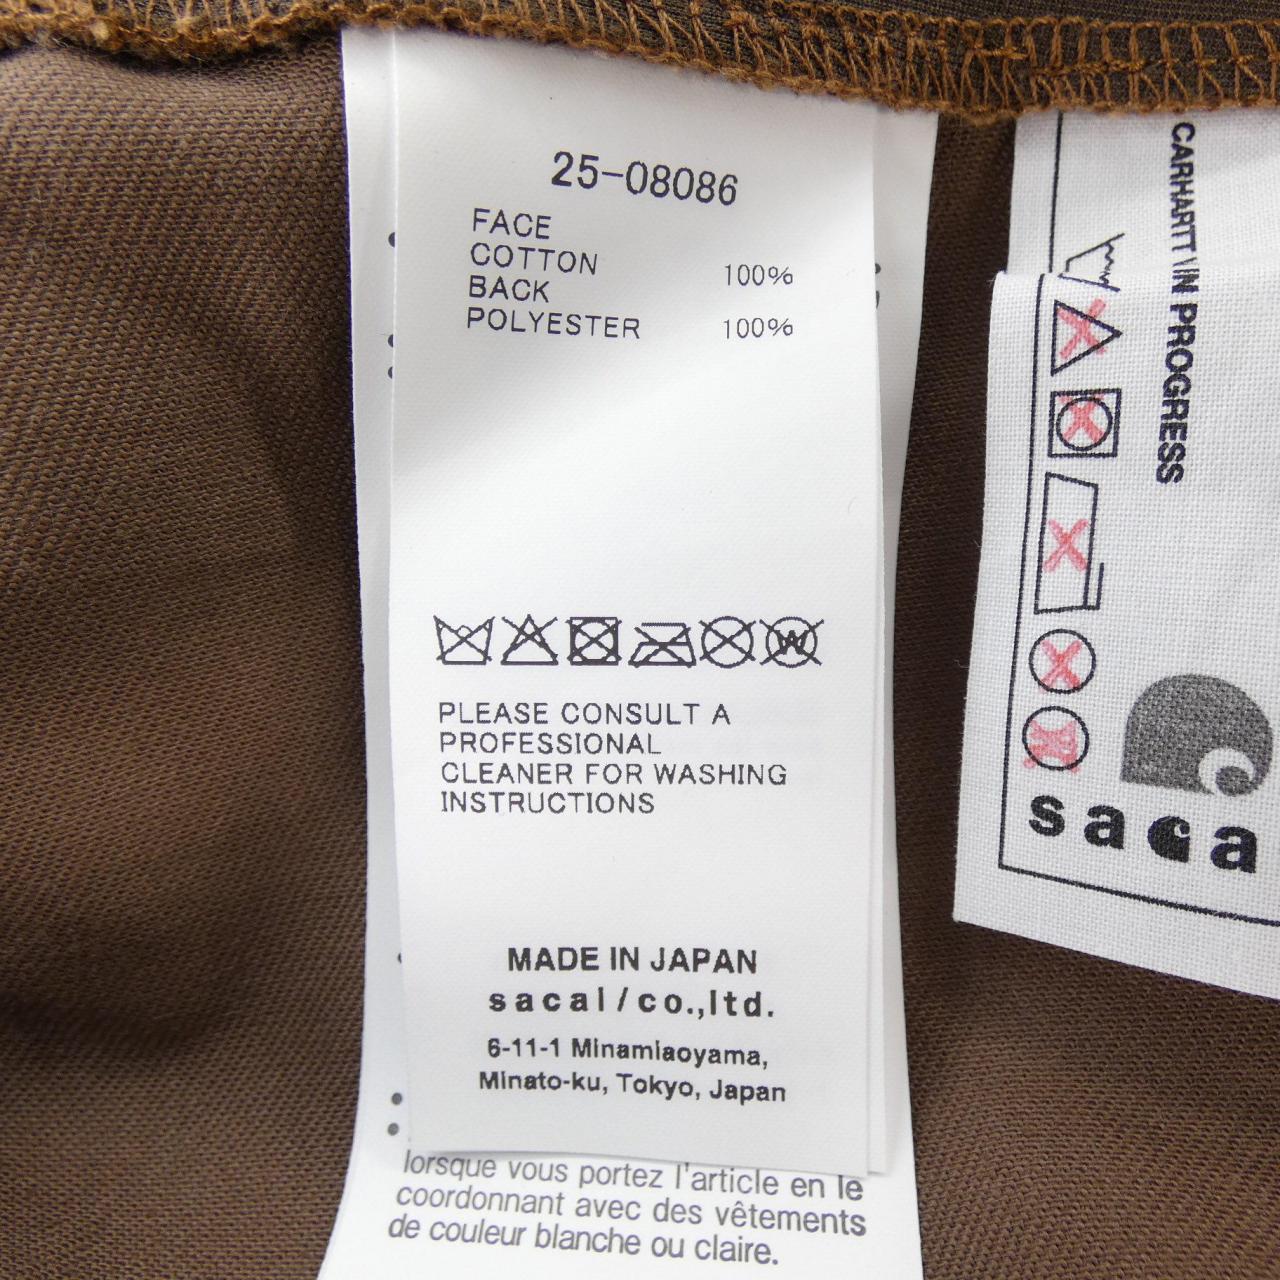 25-08086
FACE
COTTON 100%
BACK
POLYESTER 100%
PLEASE CONSULT A
PROFESSIONAL
CLEANER FOR WASHING
INSTRUCTIONS
MADE IN JAPAN
sacai/co.,ltd.
6-11-1 Minamiaoyama,
Minato-ku, Tokyo, Japan
lorsque vous portez l'article en le
coordonnant avec des vêtements
de couleur blanche ou claire.
CARHARTT
IN PROGRESS
saca